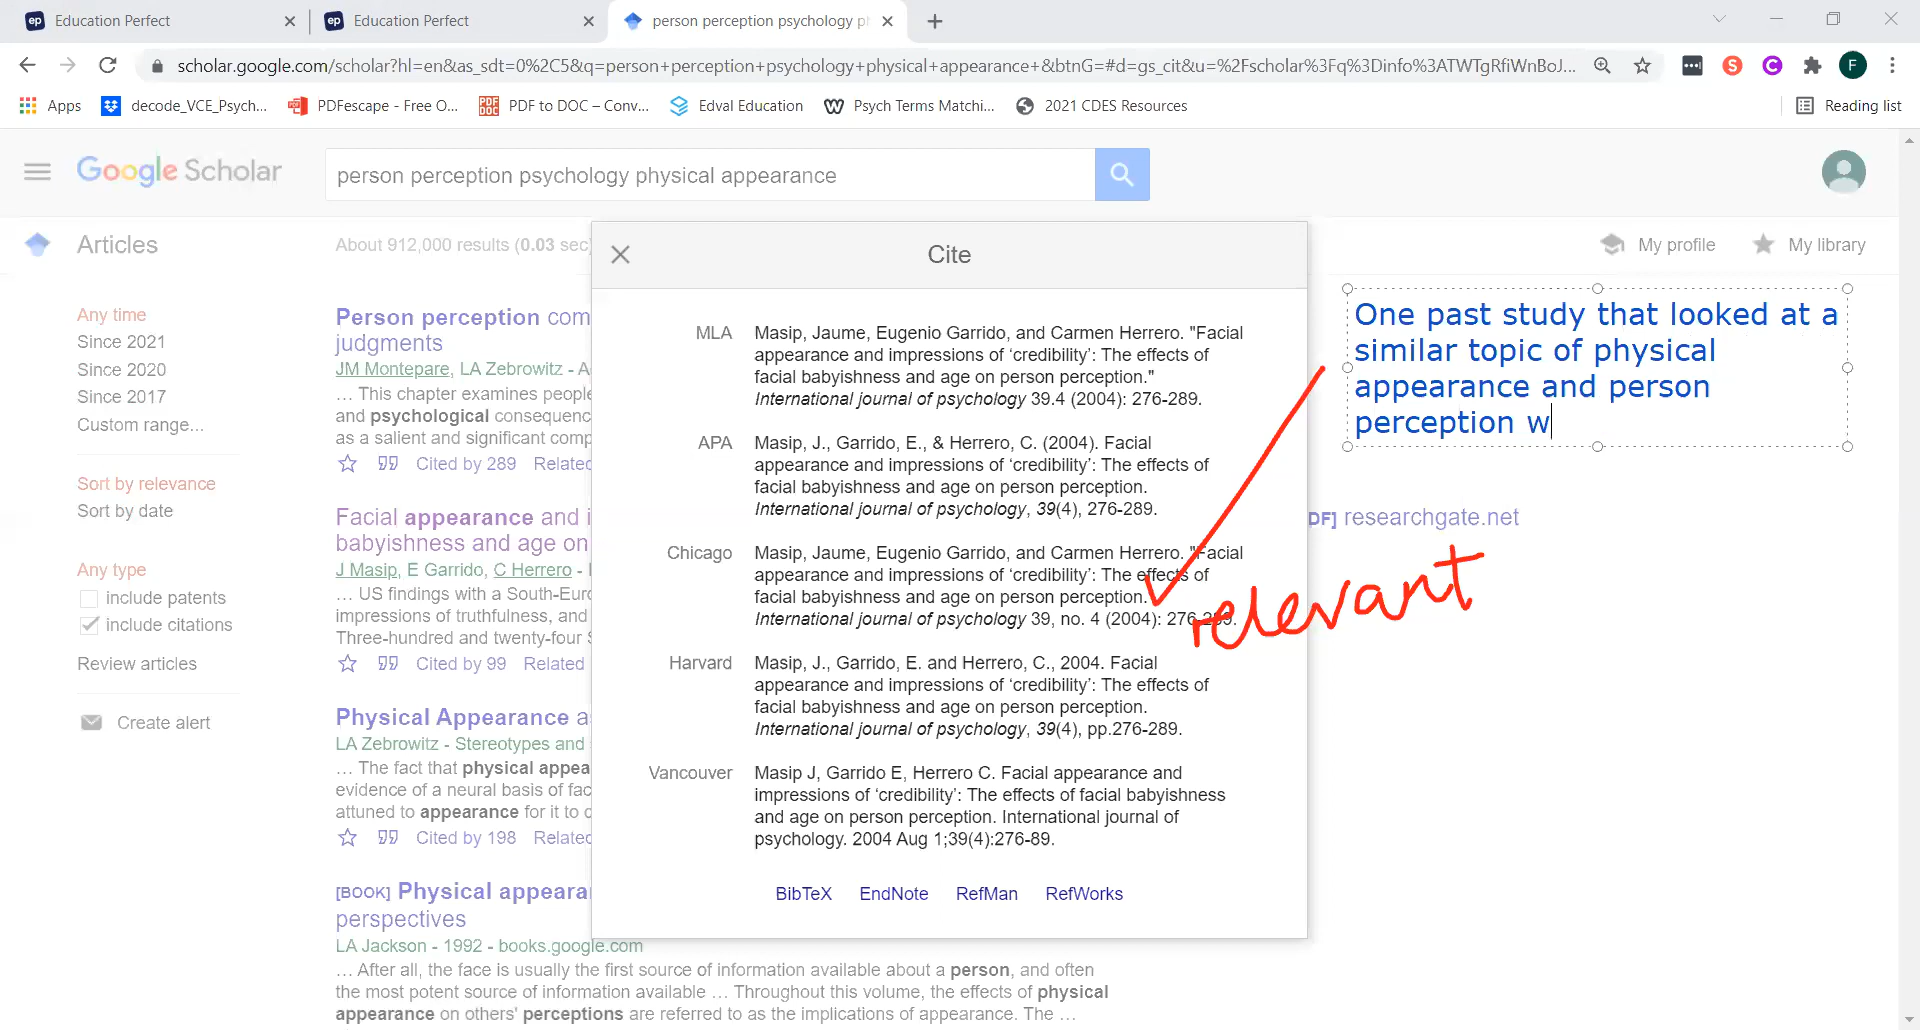 Education Perfect
Education Perfect
person perception psychology p
scholar.google.com/scholar?hl=en&as_sdt=0%2C5&q=person+perception+psychology+physical+appearance+&btnG=#d=gs_cit&u=%2Fscholar%3Fq%3Dinfo%3ATWTgRfiWnBoJ...
F
Apps
decode_VCE_Psych...
PDFescape - Free O...
PDF to DOC – Conv...
Edval Education
Psych Terms Matchi...
2021 CDES Resources
Reading list
Google Scholar
person perception psychology physical appearance
Articles
About 912,000 results (0.03 sec)
My profile
My library
Any time
Since 2021
Since 2020
Since 2017
Custom range...
Sort by relevance
Sort by date
Any type
include patents
include citations
Review articles
Create alert
Person perception com
judgments
JM Montepare, LA Zebrowitz - A
... This chapter examines people
and psychological consequenc
as a salient and significant comp
Cited by 289 Related
Facial appearance and i
babyishness and age on
J Masip, E Garrido, C Herrero -
... US findings with a South-Euro
impressions of truthfulness, and
Three-hundred and twenty-four S
Cited by 99 Related
Physical Appearance a
LA Zebrowitz - Stereotypes and
... The fact that physical appea
evidence of a neural basis of fac
attuned to appearance for it to c
Cited by 198 Related
[BOOK] Physical appeara
perspectives
LA Jackson - 1992 - books.google.com
... After all, the face is usually the first source of information available about a person, and often
the most potent source of information available ... Throughout this volume, the effects of physical
appearance on others' perceptions are referred to as the implications of appearance. The ...
Cite
MLA
Masip, Jaume, Eugenio Garrido, and Carmen Herrero. "Facial
appearance and impressions of ‘credibility’: The effects of
facial babyishness and age on person perception."
International journal of psychology 39.4 (2004): 276-289.
APA
Masip, J., Garrido, E., & Herrero, C. (2004). Facial
appearance and impressions of ‘credibility’: The effects of
facial babyishness and age on person perception.
International journal of psychology, 39(4), 276-289.
Chicago
Masip, Jaume, Eugenio Garrido, and Carmen Herrero. "Facial
appearance and impressions of ‘credibility’: The effects of
facial babyishness and age on person perception."
International journal of psychology 39, no. 4 (2004): 276-289.
Harvard
Masip, J., Garrido, E. and Herrero, C., 2004. Facial
appearance and impressions of ‘credibility’: The effects of
facial babyishness and age on person perception.
International journal of psychology, 39(4), pp.276-289.
Vancouver
Masip J, Garrido E, Herrero C. Facial appearance and
impressions of ‘credibility’: The effects of facial babyishness
and age on person perception. International journal of
psychology. 2004 Aug 1;39(4):276-89.
BibTeX EndNote RefMan RefWorks
One past study that looked at a
similar topic of physical
appearance and person
perception w
DF] researchgate.net
relevant